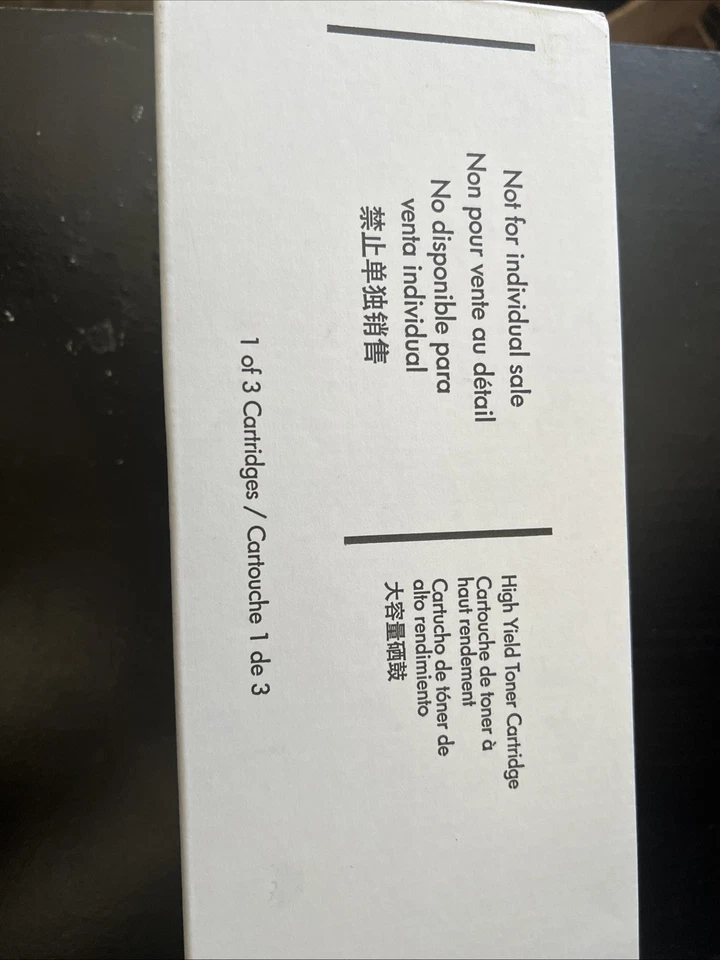 Not for individual sale
Non pour vente au détail
No disponible para
venta individual
禁止单独销售
High Yield Toner Cartridge
Cartouche de toner à
haut rendement
Cartucho de tóner de
alto rendimiento
大容量硒鼓
1 of 3 Cartridges / Cartouche 1 de 3